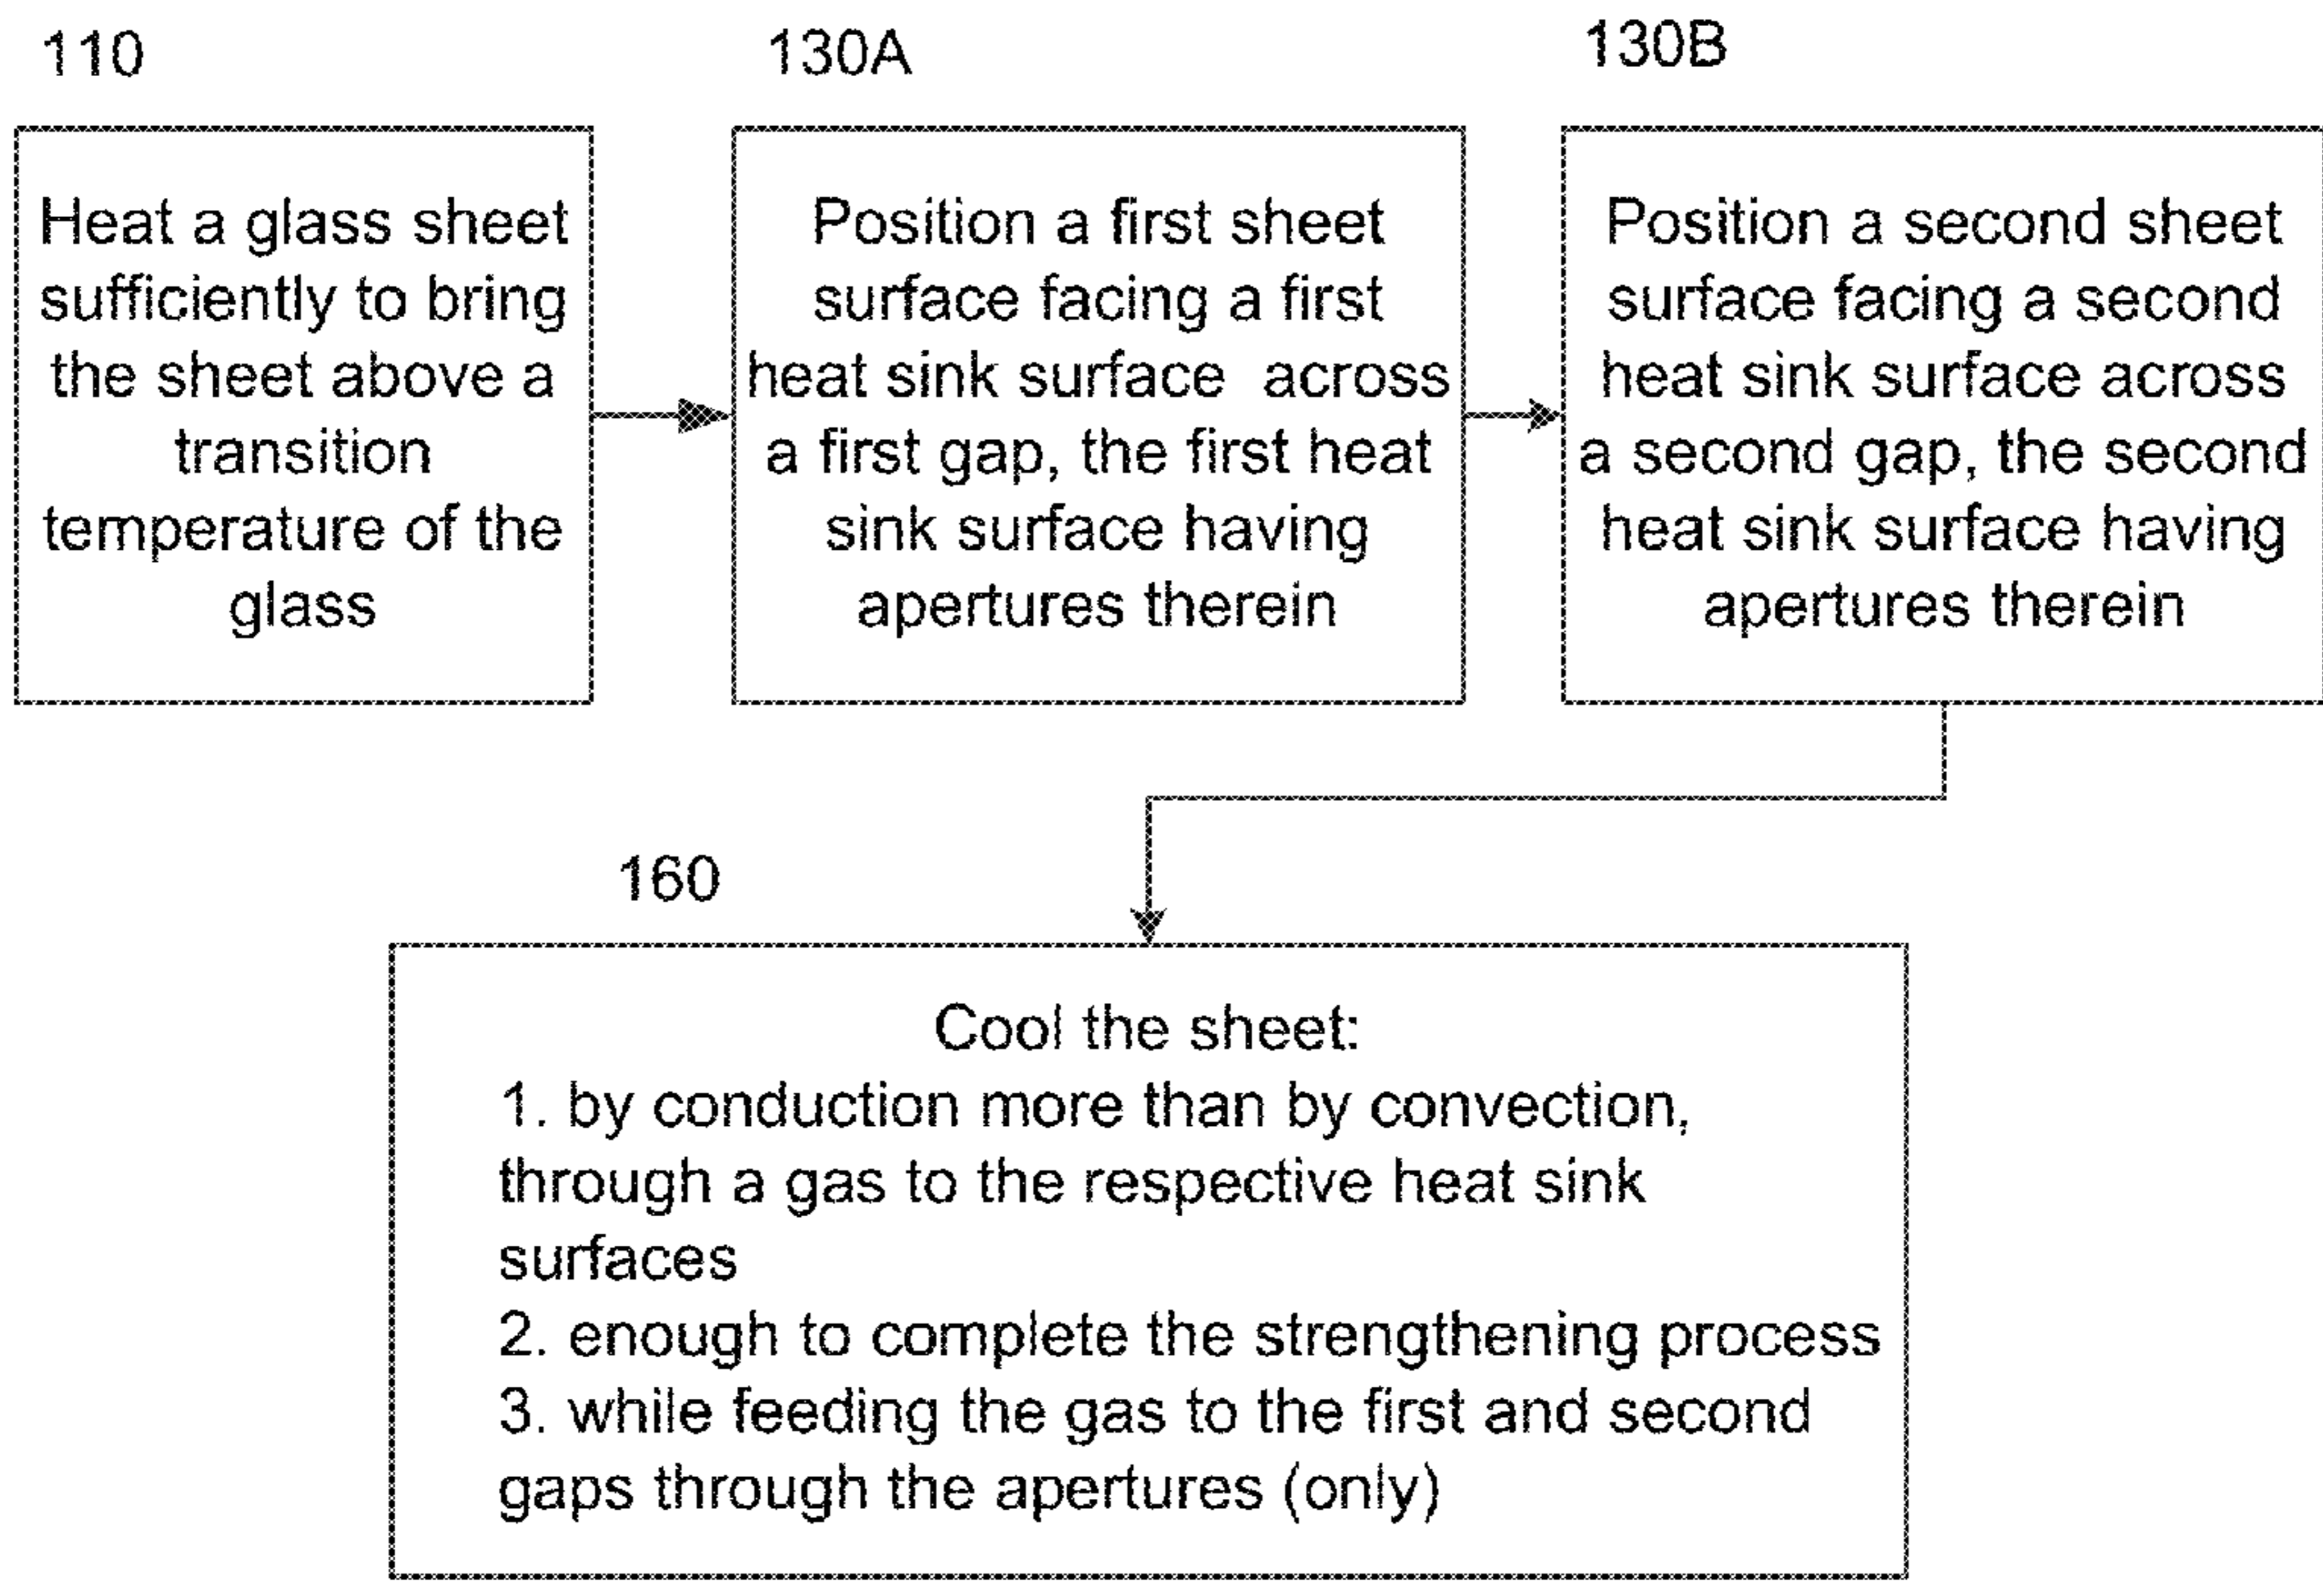 110
Heat a glass sheet
sufficiently to bring
the sheet above a
transition
temperature of the
glass
130A
Position a first sheet
surface facing a first
heat sink surface across
a first gap, the first heat
sink surface having
apertures therein
130B
Position a second sheet
surface facing a second
heat sink surface across
a second gap, the second
heat sink surface having
apertures therein
160
Cool the sheet:
1. by conduction more than by convection,
through a gas to the respective heat sink
surfaces
2. enough to complete the strengthening process
3. while feeding the gas to the first and second
gaps through the apertures (only)